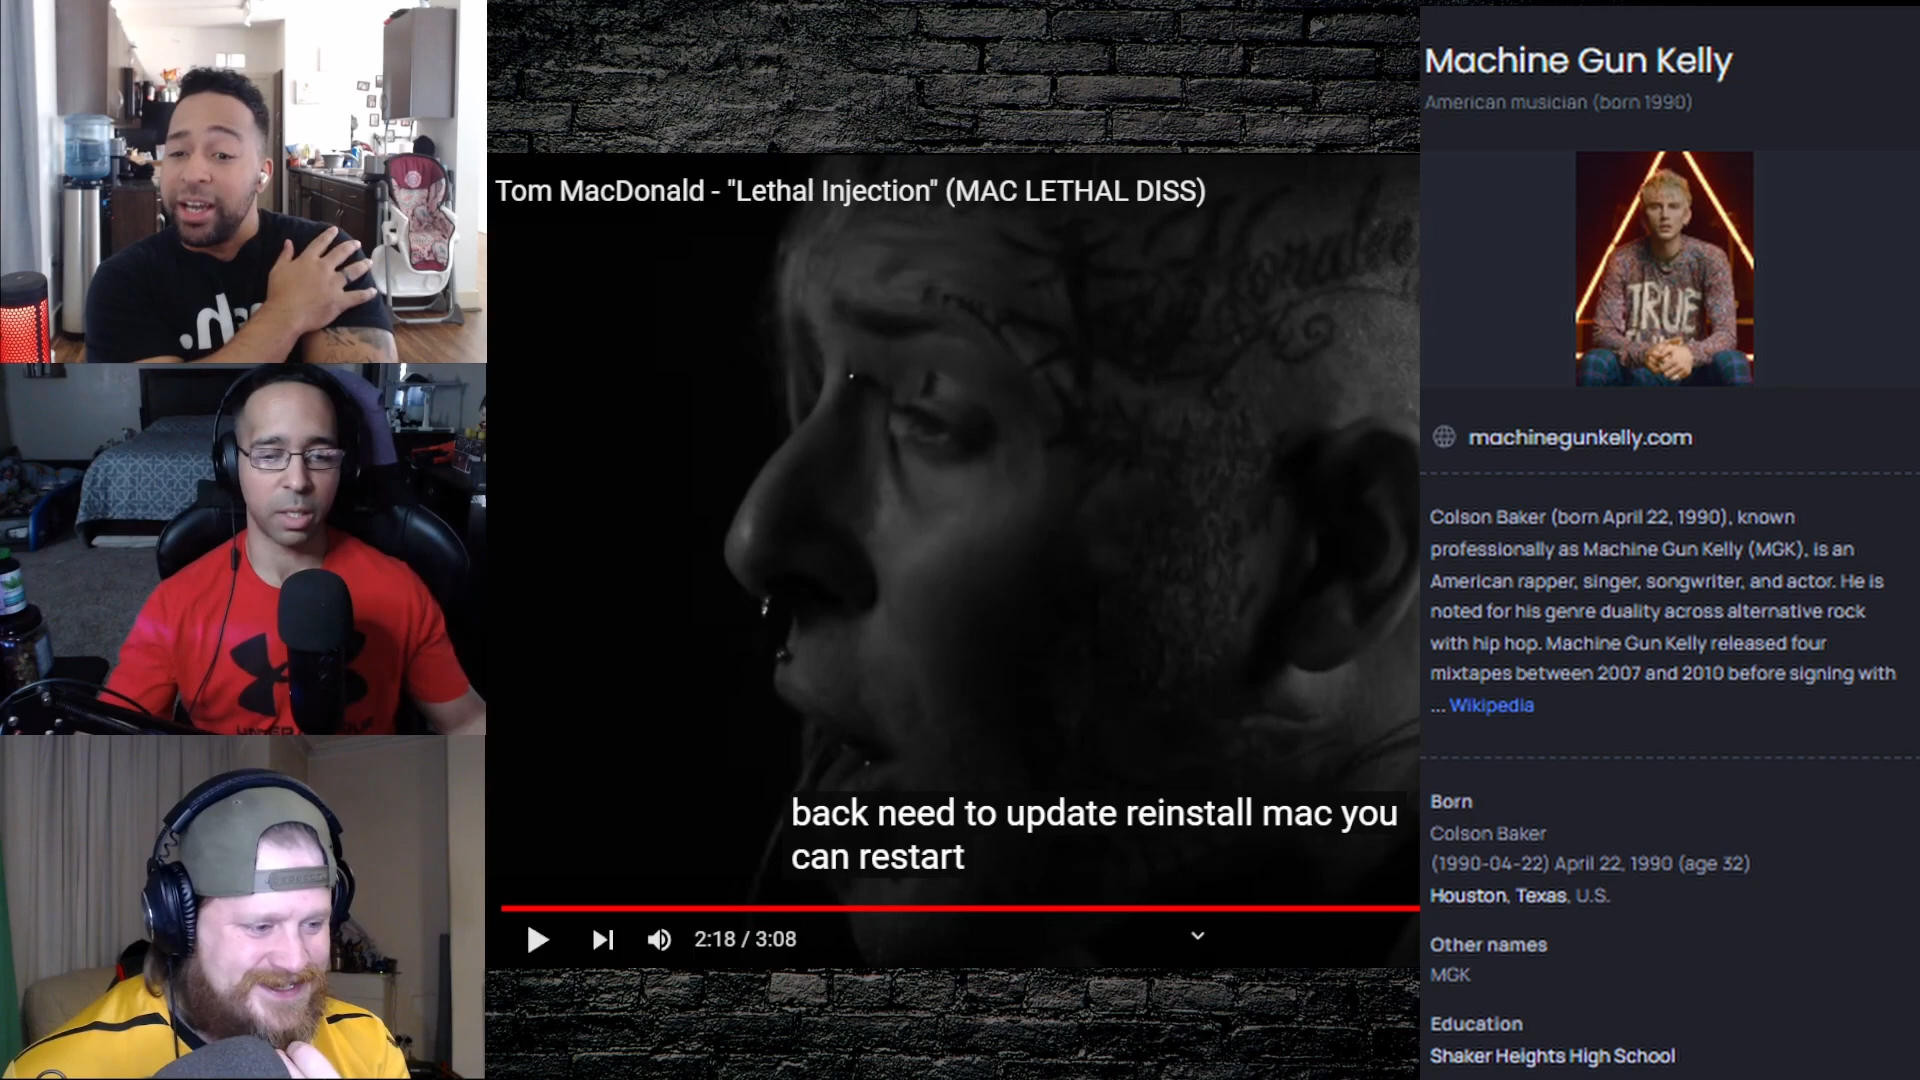 Tom MacDonald - "Lethal Injection" (MAC LETHAL DISS)
back need to update reinstall mac you
can restart
2:18 / 3:08
Machine Gun Kelly
American musician (born 1990)
TRUE
machinegunkelly.com
Colson Baker (born April 22, 1990), known
professionally as Machine Gun Kelly (MGK), is an
American rapper, singer, songwriter, and actor. He is
noted for his genre duality across alternative rock
with hip hop. Machine Gun Kelly released four
mixtapes between 2007 and 2010 before signing with
... Wikipedia
Born
Colson Baker
(1990-04-22) April 22, 1990 (age 32)
Houston, Texas, U.S.
Other names
MGK
Education
Shaker Heights High School